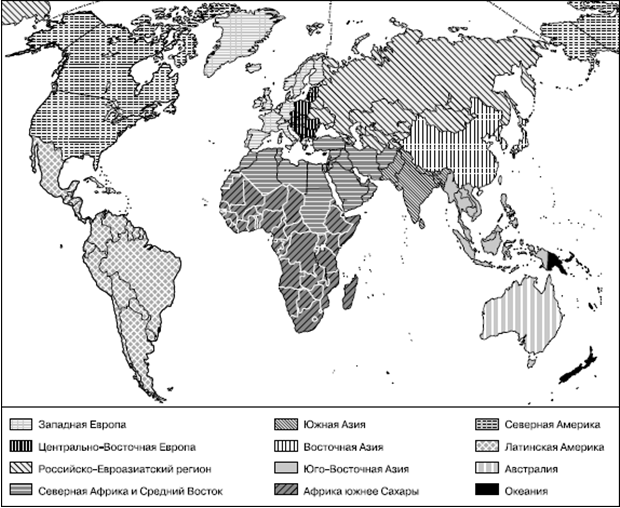 Западная Европа
Центрально-Восточная Европа
Российско-Евроазиатский регион
Северная Африка и Средний Восток
Южная Азия
Восточная Азия
Юго-Восточная Азия
Африка южнее Сахары
Северная Америка
Латинская Америка
Австралия
Океания